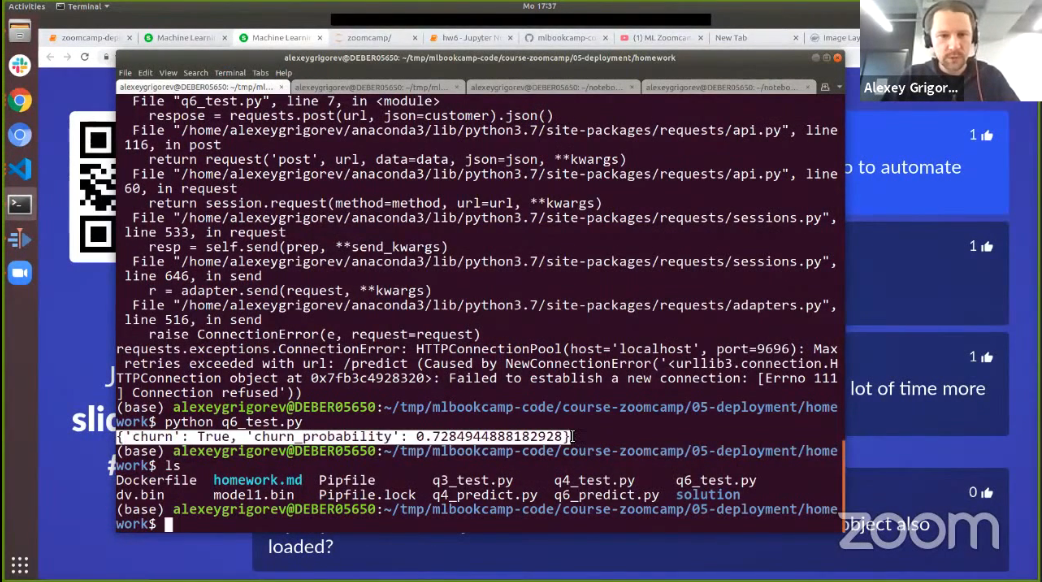 Activities
Terminal
Mo 17:37
zoomcamp-dep
Machine Learni
Machine Learni
zoomcamp/
hw6 - Jupyter N
mlbookcamp-c
ML Zoomcam
New Tab
Image Lay
alexeygrigorev@DEBER05650: ~/tmp/mlbookcamp-code/course-zoomcamp/05-deployment/homework
File Edit View Search Terminal Tabs Help
alexeygrigorev@DEBER05650: ~/tmp/ml...
alexeygrigorev@DEBER05650: ~/tmp/ml...
alexeygrigorev@DEBER05650: ~/noteboo...
alexeygrigorev@DEBER05650: ~/noteboo...
File "q6_test.py", line 7, in <module>
respose = requests.post(url, json=customer).json()
File "/home/alexeygrigorev/anaconda3/lib/python3.7/site-packages/requests/api.py", line
116, in post
return request('post', url, data=data, json=json, **kwargs)
File "/home/alexeygrigorev/anaconda3/lib/python3.7/site-packages/requests/api.py", line
60, in request
return session.request(method=method, url=url, **kwargs)
File "/home/alexeygrigorev/anaconda3/lib/python3.7/site-packages/requests/sessions.py",
line 533, in request
resp = self.send(prep, **send_kwargs)
File "/home/alexeygrigorev/anaconda3/lib/python3.7/site-packages/requests/sessions.py",
line 646, in send
r = adapter.send(request, **kwargs)
File "/home/alexeygrigorev/anaconda3/lib/python3.7/site-packages/requests/adapters.py",
line 516, in send
raise ConnectionError(e, request=request)
requests.exceptions.ConnectionError: HTTPConnectionPool(host='localhost', port=9696): Max
retries exceeded with url: /predict (Caused by NewConnectionError('<urllib3.connection.H
TTPConnection object at 0x7fb3c4928320>: Failed to establish a new connection: [Errno 111
] Connection refused'))
(base) alexeygrigorev@DEBER05650:~/tmp/mlbookcamp-code/course-zoomcamp/05-deployment/home
work$ python q6_test.py
{'churn': True, 'churn_probability': 0.7284944888182928}
(base) alexeygrigorev@DEBER05650:~/tmp/mlbookcamp-code/course-zoomcamp/05-deployment/home
work$ ls
Dockerfile homework.md Pipfile q3_test.py q4_test.py q6_test.py
dv.bin model1.bin Pipfile.lock q4_predict.py q6_predict.py solution
(base) alexeygrigorev@DEBER05650:~/tmp/mlbookcamp-code/course-zoomcamp/05-deployment/home
work$
Alexey Grigor...
1
o to automate
1
1
lot of time more
J
slid
#
0
object also
loaded?
zoom